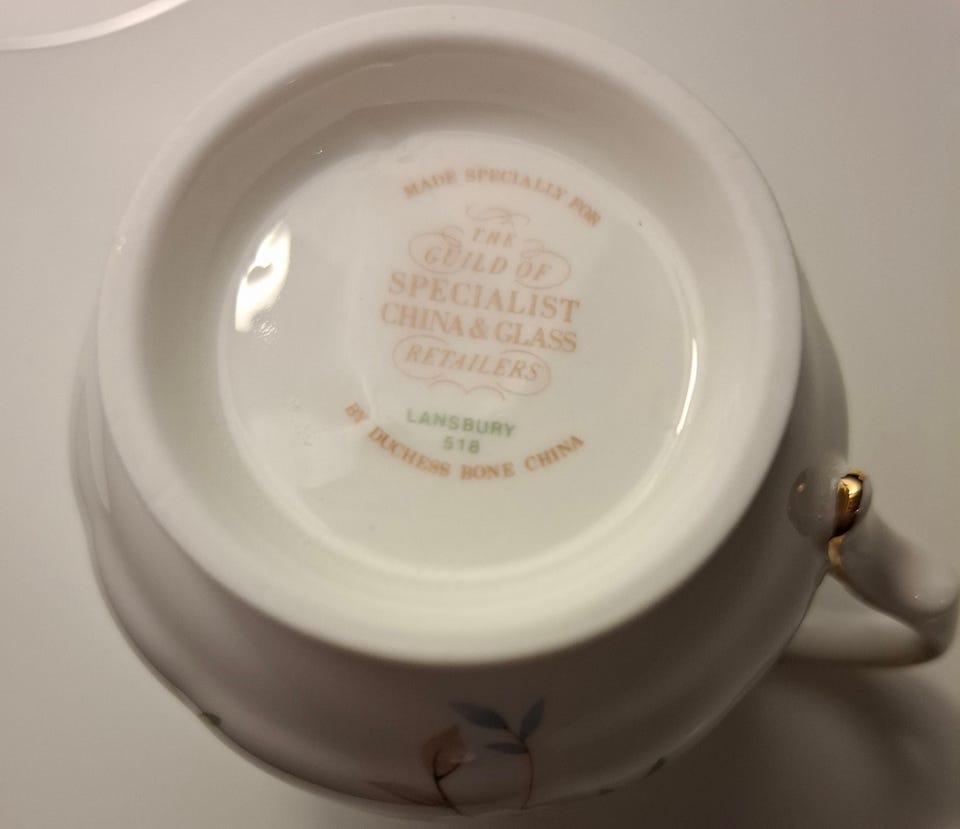 MADE SPECIALLY FOR
THE
GUILD OF
SPECIALIST
CHINA & GLASS
RETAILERS
LANSBURY
518
BY DUCHESS BONE CHINA